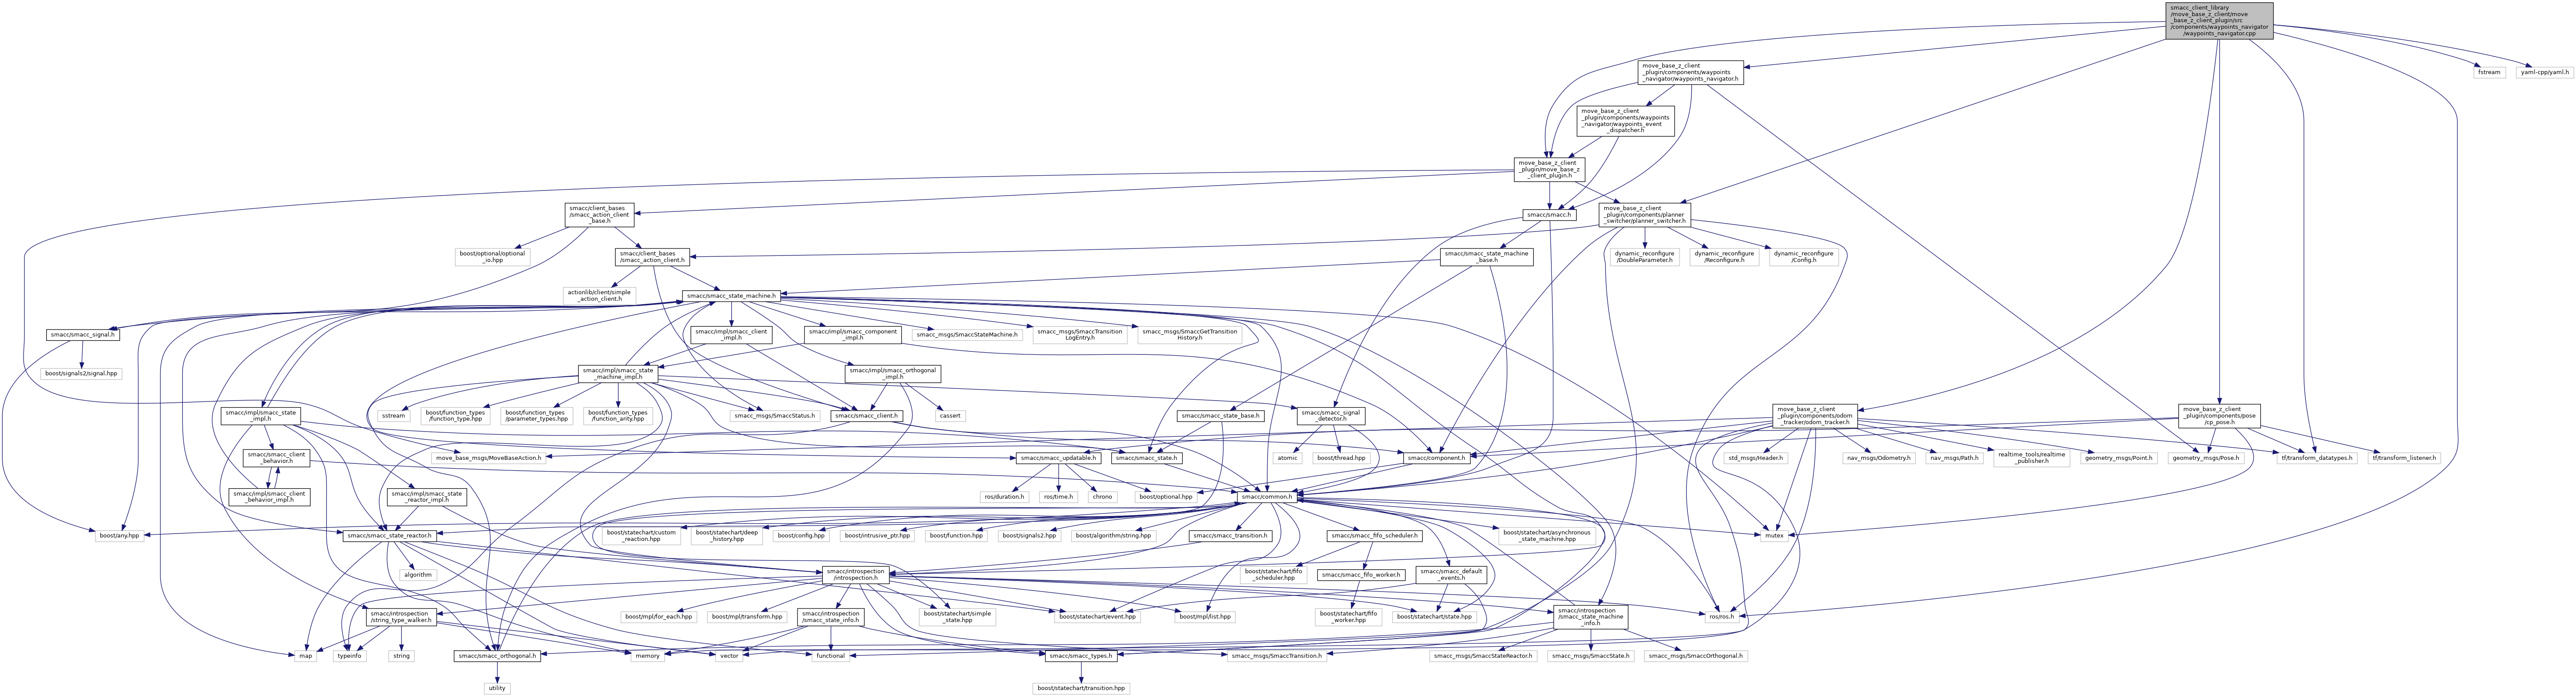 smacc_client_library
/move_base_z_client/move
_base_z_client_plugin/src
/components/waypoints_navigator
/waypoints_navigator.cpp
move_base_z_client
_plugin/components/waypoints
_navigator/waypoints_navigator.h
fstream
yaml-cpp/yaml.h
move_base_z_client
_plugin/components/waypoints
_navigator/waypoints_event
_dispatcher.h
move_base_z_client
_plugin/move_base_z
_client_plugin.h
smacc/client_bases
/smacc_action_client
_base.h
smacc/smacc.h
move_base_z_client
_plugin/components/planner
_switcher/planner_switcher.h
boost/optional/optional
_io.hpp
smacc/client_bases
/smacc_action_client.h
smacc/smacc_state_machine
_base.h
dynamic_reconfigure
/DoubleParameter.h
dynamic_reconfigure
/Reconfigure.h
dynamic_reconfigure
/Config.h
actionlib/client/simple
_action_client.h
smacc/smacc_state_machine.h
smacc/smacc_signal.h
smacc/impl/smacc_client
_impl.h
smacc/impl/smacc_component
_impl.h
smacc_msgs/SmaccStateMachine.h
smacc_msgs/SmaccTransition
LogEntry.h
smacc_msgs/SmaccGetTransition
History.h
boost/signals2/signal.hpp
smacc/impl/smacc_state
_machine_impl.h
smacc/impl/smacc_orthogonal
_impl.h
smacc/impl/smacc_state
_impl.h
sstream
boost/function_types
/function_type.hpp
boost/function_types
/parameter_types.hpp
boost/function_types
/function_arity.hpp
smacc_msgs/SmaccStatus.h
smacc/smacc_client.h
cassert
smacc/smacc_state_base.h
smacc/smacc_signal
_detector.h
move_base_z_client
_plugin/components/odom
_tracker/odom_tracker.h
move_base_z_client
_plugin/components/pose
/cp_pose.h
smacc/smacc_client
_behavior.h
move_base_msgs/MoveBaseAction.h
smacc/smacc_updatable.h
smacc/smacc_state.h
atomic
boost/thread.hpp
smacc/component.h
std_msgs/Header.h
nav_msgs/Odometry.h
nav_msgs/Path.h
realtime_tools/realtime
_publisher.h
geometry_msgs/Point.h
geometry_msgs/Pose.h
tf/transform_datatypes.h
tf/transform_listener.h
smacc/impl/smacc_client
_behavior_impl.h
smacc/impl/smacc_state
_reactor_impl.h
ros/duration.h
ros/time.h
chrono
boost/optional.hpp
smacc/common.h
boost/any.hpp
smacc/smacc_state_reactor.h
boost/statechart/custom
_reaction.hpp
boost/statechart/deep
_history.hpp
boost/config.hpp
boost/intrusive_ptr.hpp
boost/function.hpp
boost/signals2.hpp
boost/algorithm/string.hpp
smacc/smacc_transition.h
smacc/smacc_fifo_scheduler.h
boost/statechart/asynchronous
_state_machine.hpp
mutex
algorithm
smacc/introspection
/introspection.h
boost/statechart/fifo
_scheduler.hpp
smacc/smacc_fifo_worker.h
smacc/smacc_default
_events.h
smacc/introspection
/string_type_walker.h
boost/mpl/for_each.hpp
boost/mpl/transform.hpp
smacc/introspection
/smacc_state_info.h
boost/statechart/simple
_state.hpp
boost/statechart/event.hpp
boost/mpl/list.hpp
boost/statechart/fifo
_worker.hpp
boost/statechart/state.hpp
smacc/introspection
/smacc_state_machine
_info.h
ros/ros.h
map
typeinfo
string
smacc/smacc_orthogonal.h
memory
vector
functional
smacc/smacc_types.h
smacc_msgs/SmaccTransition.h
smacc_msgs/SmaccStateReactor.h
smacc_msgs/SmaccState.h
smacc_msgs/SmaccOrthogonal.h
utility
boost/statechart/transition.hpp